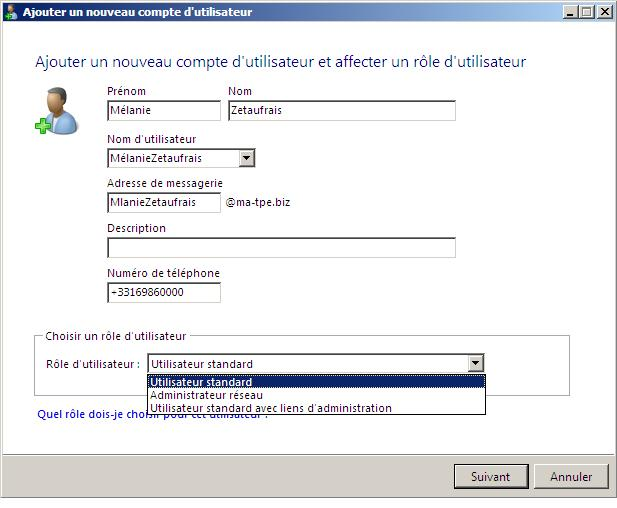 Ajouter un nouveau compte d'utilisateur
Ajouter un nouveau compte d'utilisateur et affecter un rôle d'utilisateur
Prénom Nom
Mélanie Zetaufrais
Nom d'utilisateur
MélanieZetaufrais
Adresse de messagerie
MlanieZetaufrais @ma-tpe.biz
Description
Numéro de téléphone
+33169860000
Choisir un rôle d'utilisateur
Rôle d'utilisateur : Utilisateur standard
Utilisateur standard
Administrateur réseau
Utilisateur standard avec liens d'administration
Quel rôle dois-je choisir pour cet utilisateur ?
Suivant Annuler